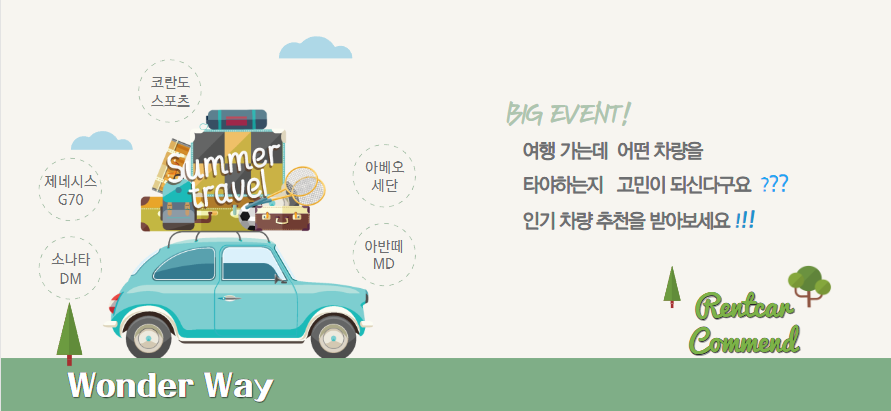 코란도
스포츠
제네시스
G70
소나타
DM
Summer
travel
아베오
세단
아반떼
MD
BIG EVENT!
여행 가는데 어떤 차량을
타야하는지 고민이 되신다구요 ???
인기 차량 추천을 받아보세요 !!!
Rentcar
Commend
Wonder Way